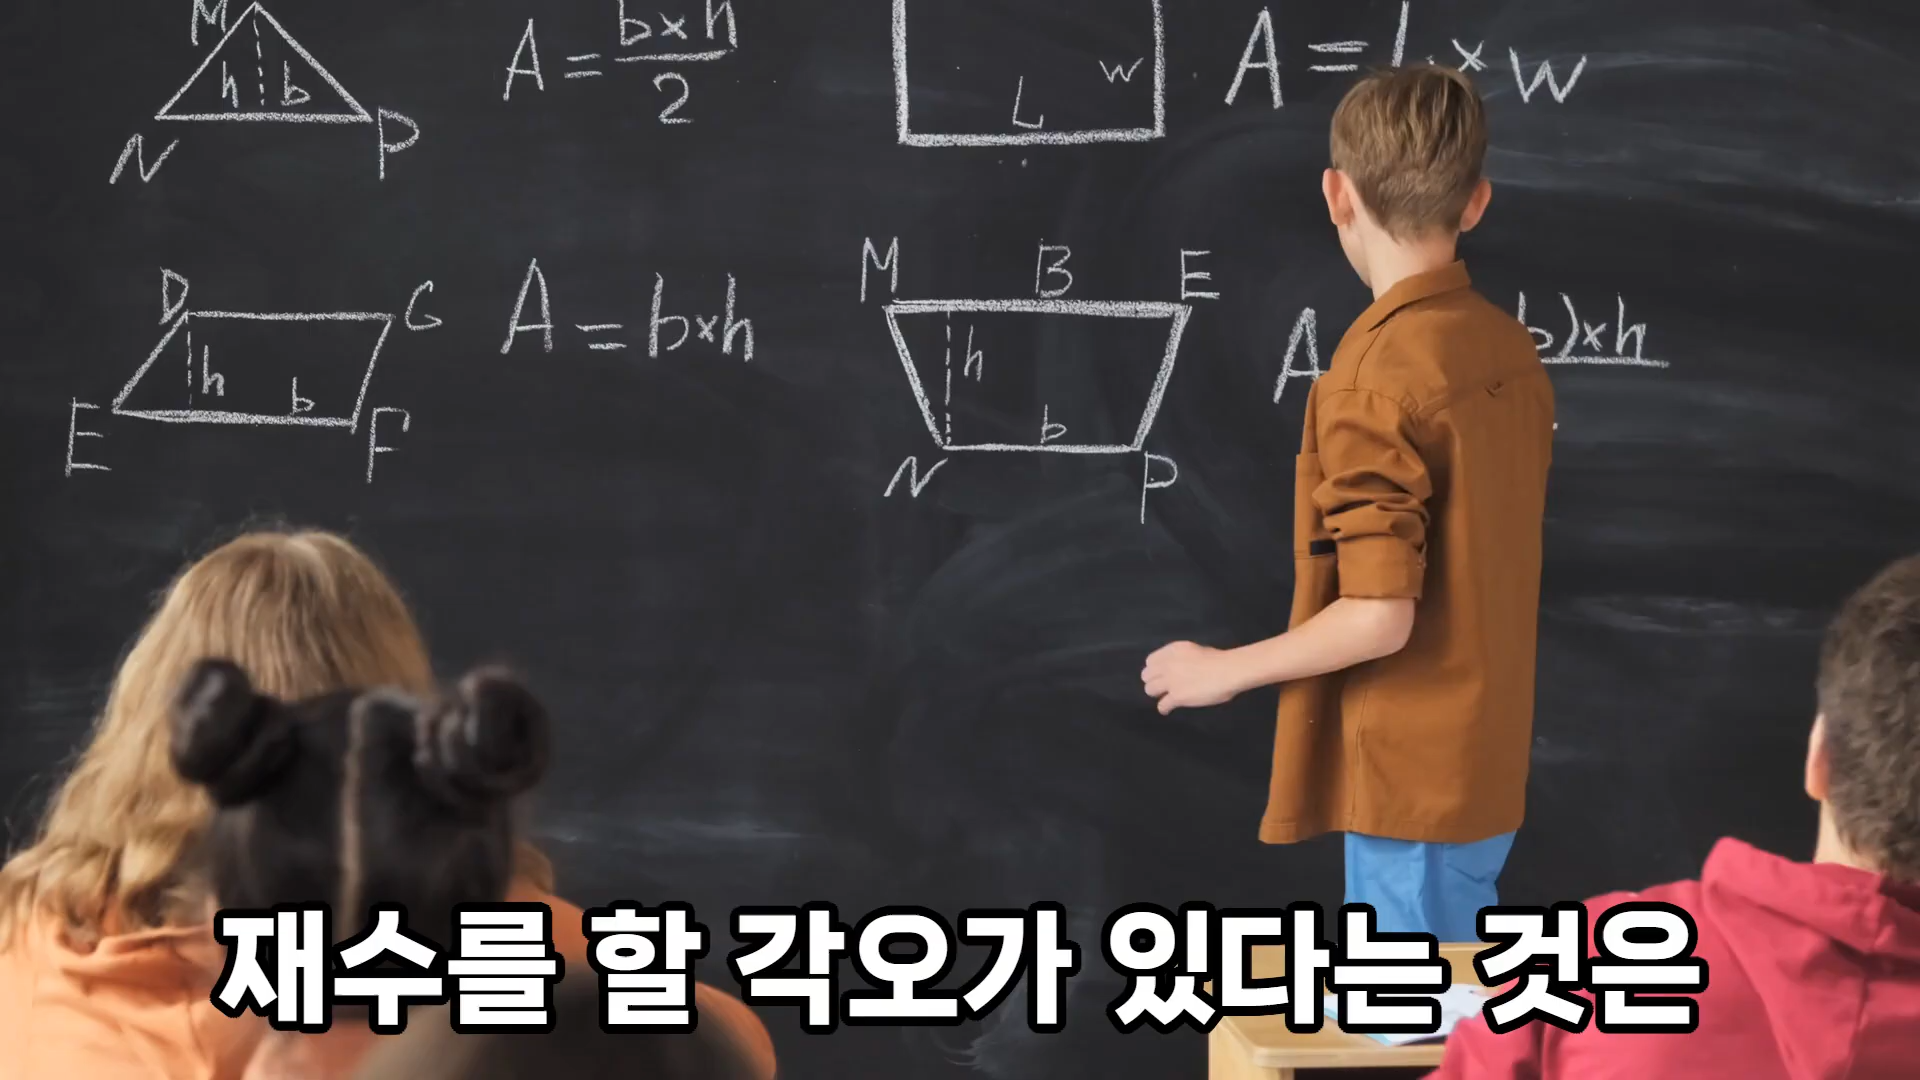 M
h b
N P
A = b×h
2
L w
A = L × w
D G
h b
E F
A = b×h
M B E
h
b
N P
A b)×h
재수를 할 각오가 있다는 것은